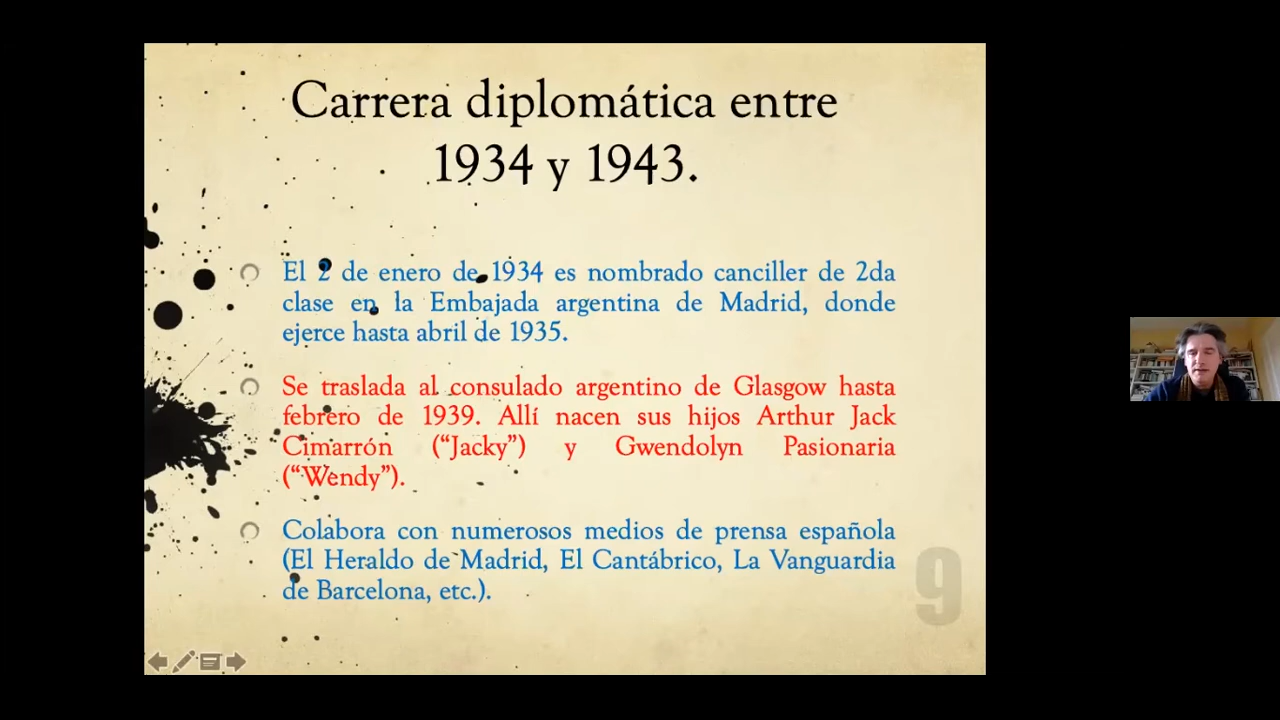 Carrera diplomática entre
1934 y 1943.
El 2 de enero de 1934 es nombrado canciller de 2da
clase en la Embajada argentina de Madrid, donde
ejerce hasta abril de 1935.
Se traslada al consulado argentino de Glasgow hasta
febrero de 1939. Allí nacen sus hijos Arthur Jack
Cimarrón (“Jacky”) y Gwendolyn Pasionaria
(“Wendy”).
Colabora con numerosos medios de prensa española
(El Heraldo de Madrid, El Cantábrico, La Vanguardia
de Barcelona, etc.).
9